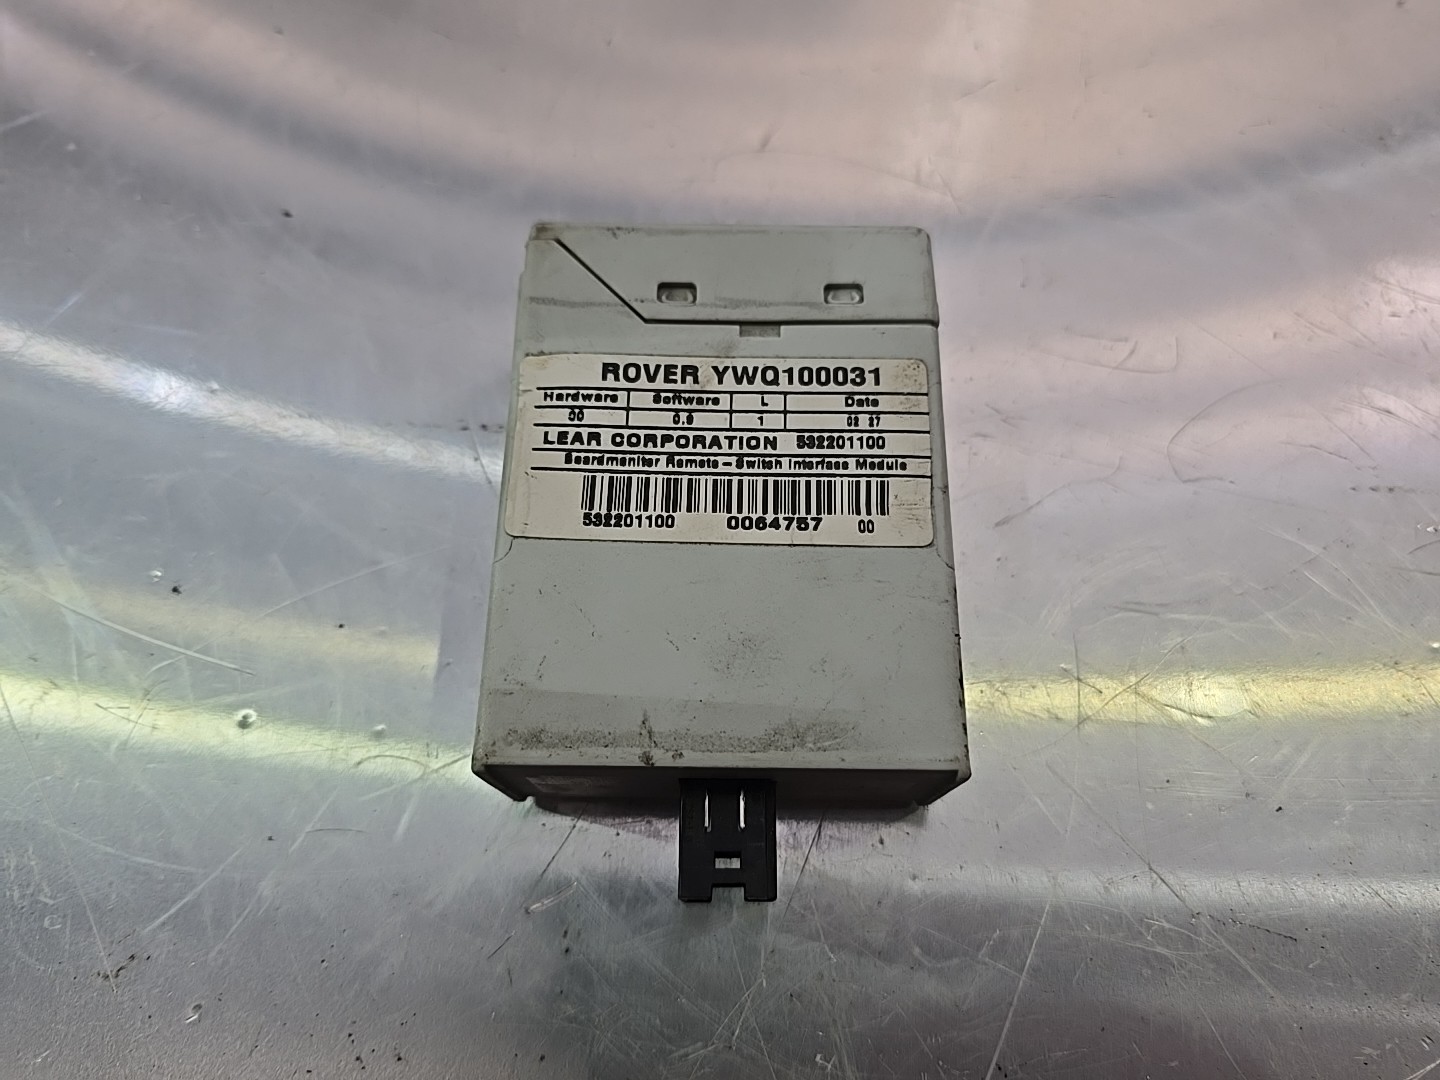 ROVER YWQ100031
Hardware Software L Date
00 0.9 1 02 27
LEAR CORPORATION 532201100
Boardmonitor Remote - Switch Interface Module
532201100 0064757 00